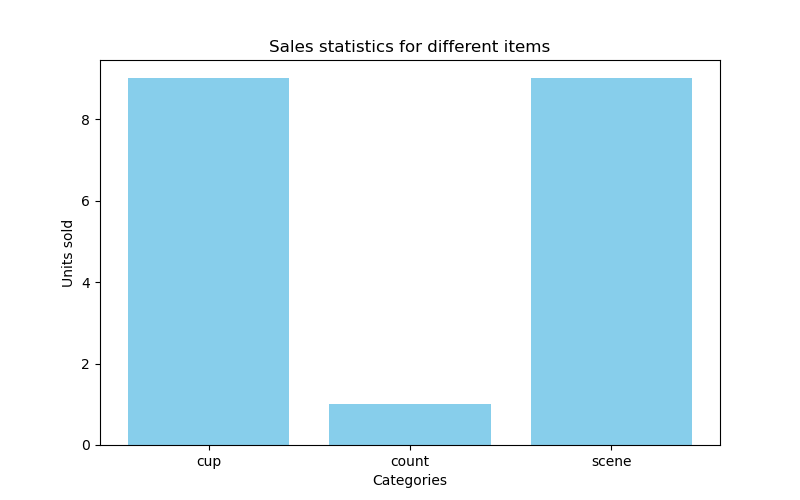 Sales statistics for different items
Units sold
8
6
4
2
0
cup count scene
Categories